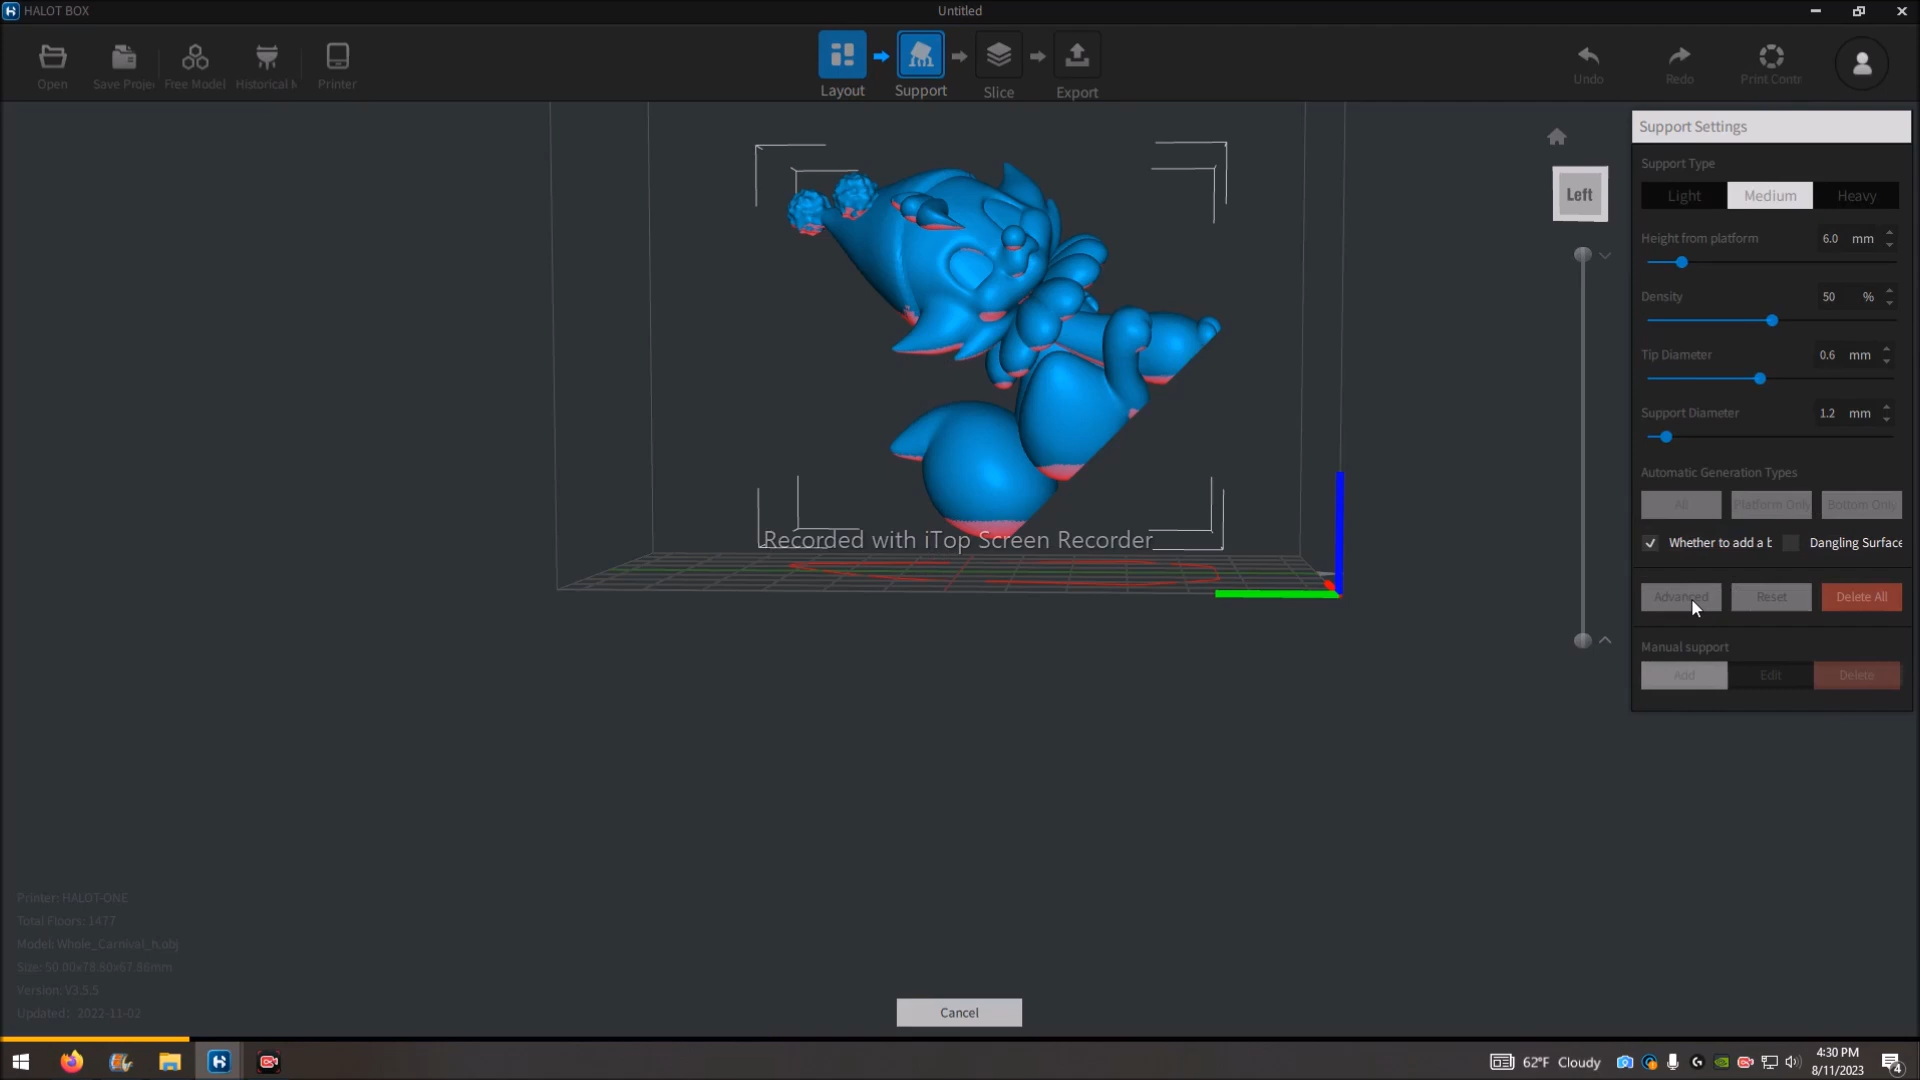 HALOT BOX
Untitled
Open
Save Proje
Free Model
Historical M
Printer
Layout
Support
Slice
Export
Undo
Redo
Print Contr
Support Settings
Support Type
Light
Medium
Heavy
Left
Height from platform
6.0 mm
Density
50 %
Tip Diameter
0.6 mm
Support Diameter
1.2 mm
Automatic Generation Types
All
Platform Only
Bottom Only
Whether to add a b
Dangling Surface
Advanced
Reset
Delete All
Manual support
Add
Edit
Delete
Recorded with iTop Screen Recorder
Printer: HALOT-ONE
Total Floors: 1477
Model: Whole_Carnival_h.obj
Size: 50.00x78.90x67.86mm
Version: V3.5.5
Updated: 2022-11-02
Cancel
62°F Cloudy
4:30 PM
8/11/2023
4